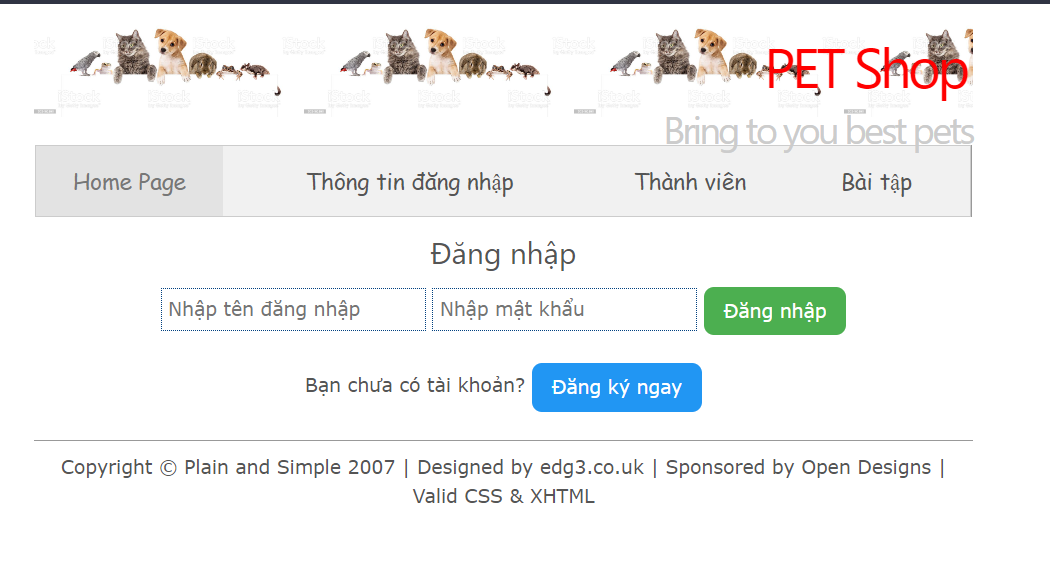 PET Shop
Bring to you best pets
Home Page Thông tin đăng nhập Thành viên Bài tập
Đăng nhập
Nhập tên đăng nhập Nhập mật khẩu Đăng nhập
Bạn chưa có tài khoản? Đăng ký ngay
Copyright © Plain and Simple 2007 | Designed by edg3.co.uk | Sponsored by Open Designs |
Valid CSS & XHTML